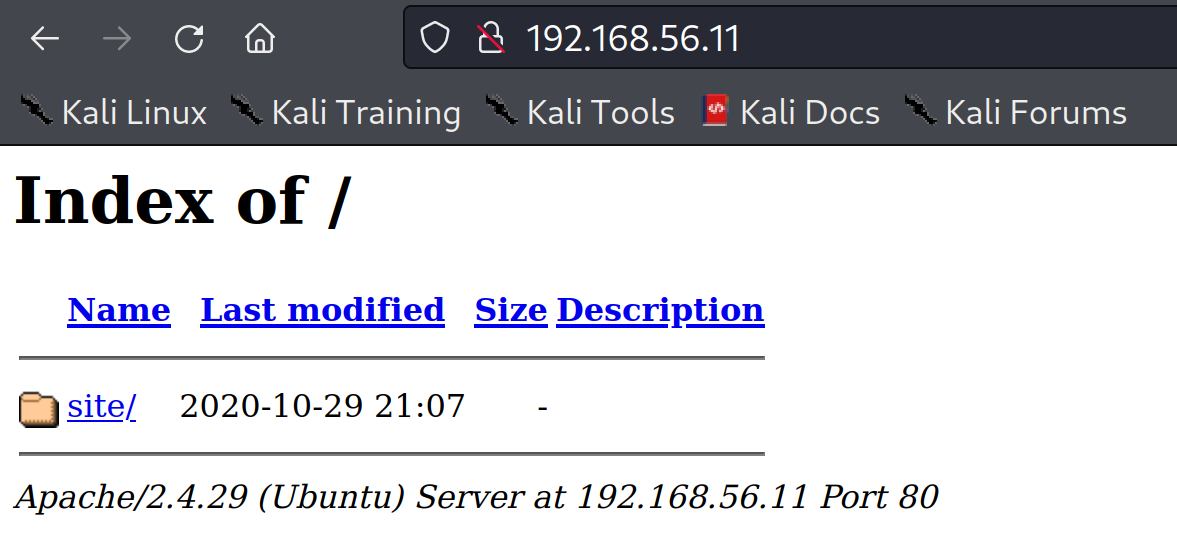 192.168.56.11
Kali Linux Kali Training Kali Tools Kali Docs Kali Forums
Index of /
Name Last modified Size Description
site/ 2020-10-29 21:07 -
Apache/2.4.29 (Ubuntu) Server at 192.168.56.11 Port 80